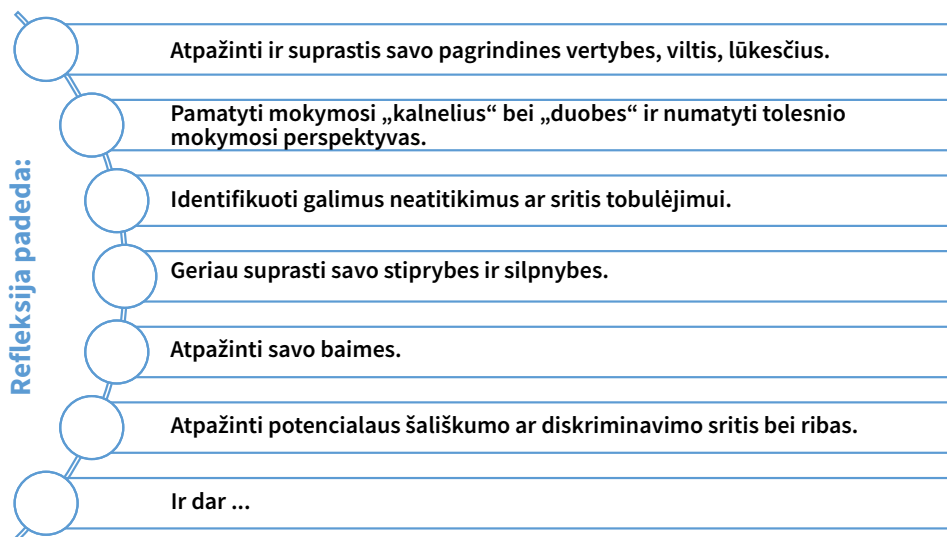 Refleksija padeda:
Atpažinti ir suprastis savo pagrindines vertybes, viltis, lūkesčius.
Pamatyti mokymosi „kalnelius“ bei „duobes“ ir numatyti tolesnio
mokymosi perspektyvas.
Identifikuoti galimus neatitikimus ar sritis tobulėjimui.
Geriau suprasti savo stiprybes ir silpnybes.
Atpažinti savo baimes.
Atpažinti potencialaus šališkumo ar diskriminavimo sritis bei ribas.
Ir dar ...